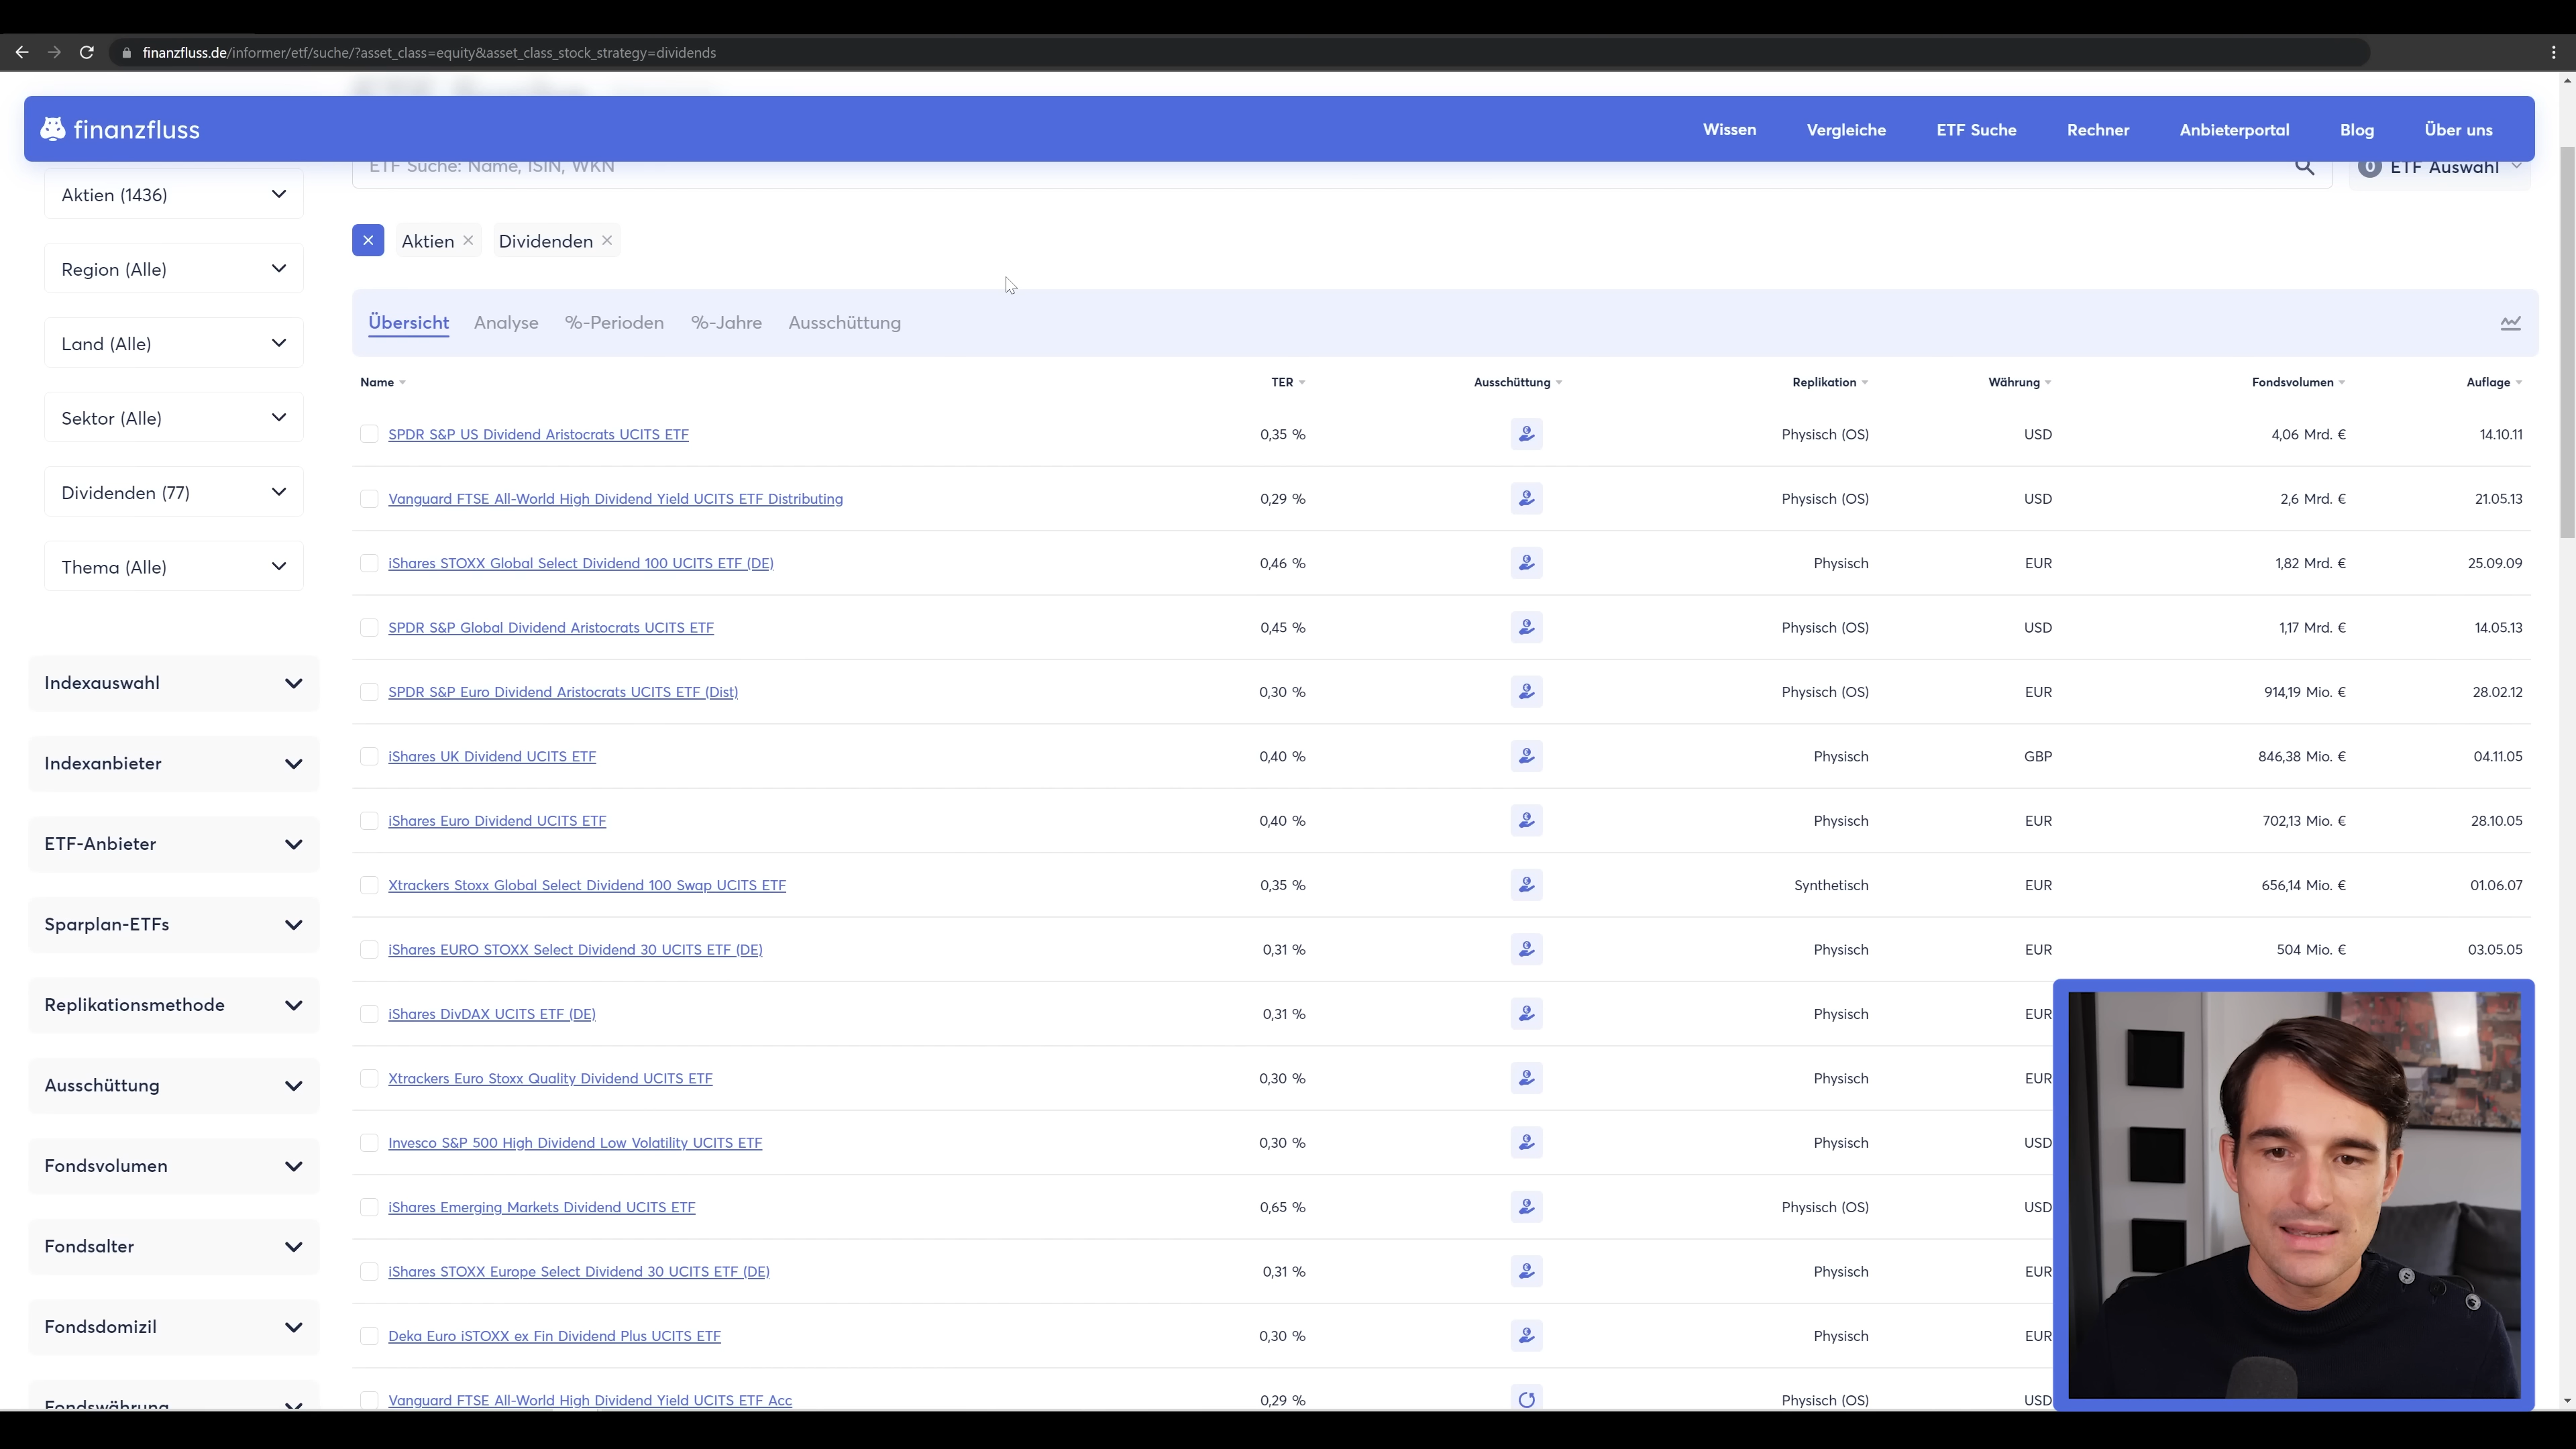 finanzfluss.de/informer/etf/suche/?asset_class=equity&asset_class_stock_strategy=dividends
finanzfluss
Wissen Vergleiche ETF Suche Rechner Anbieterportal Blog Über uns
ETF Suche: Name, ISIN, WKN
0 ETF Auswahl
Aktien (1436)
Region (Alle)
Land (Alle)
Sektor (Alle)
Dividenden (77)
Thema (Alle)
Indexauswahl
Indexanbieter
ETF-Anbieter
Sparplan-ETFs
Replikationsmethode
Ausschüttung
Fondsvolumen
Fondsalter
Fondsdomizil
Fondswährung
Aktien Dividenden
Übersicht Analyse %-Perioden %-Jahre Ausschüttung
Name TER Ausschüttung Replikation Währung Fondsvolumen Auflage
SPDR S&P US Dividend Aristocrats UCITS ETF 0,35 % Physisch (OS) USD 4,06 Mrd. € 14.10.11
Vanguard FTSE All-World High Dividend Yield UCITS ETF Distributing 0,29 % Physisch (OS) USD 2,6 Mrd. € 21.05.13
iShares STOXX Global Select Dividend 100 UCITS ETF (DE) 0,46 % Physisch EUR 1,82 Mrd. € 25.09.09
SPDR S&P Global Dividend Aristocrats UCITS ETF 0,45 % Physisch (OS) USD 1,17 Mrd. € 14.05.13
SPDR S&P Euro Dividend Aristocrats UCITS ETF (Dist) 0,30 % Physisch (OS) EUR 914,19 Mio. € 28.02.12
iShares UK Dividend UCITS ETF 0,40 % Physisch GBP 846,38 Mio. € 04.11.05
iShares Euro Dividend UCITS ETF 0,40 % Physisch EUR 702,13 Mio. € 28.10.05
Xtrackers Stoxx Global Select Dividend 100 Swap UCITS ETF 0,35 % Synthetisch EUR 656,14 Mio. € 01.06.07
iShares EURO STOXX Select Dividend 30 UCITS ETF (DE) 0,31 % Physisch EUR 504 Mio. € 03.05.05
iShares DivDAX UCITS ETF (DE) 0,31 % Physisch EUR
Xtrackers Euro Stoxx Quality Dividend UCITS ETF 0,30 % Physisch EUR
Invesco S&P 500 High Dividend Low Volatility UCITS ETF 0,30 % Physisch USD
iShares Emerging Markets Dividend UCITS ETF 0,65 % Physisch (OS) USD
iShares STOXX Europe Select Dividend 30 UCITS ETF (DE) 0,31 % Physisch EUR
Deka Euro iSTOXX ex Fin Dividend Plus UCITS ETF 0,30 % Physisch EUR
Vanguard FTSE All-World High Dividend Yield UCITS ETF Acc 0,29 % Physisch (OS) USD